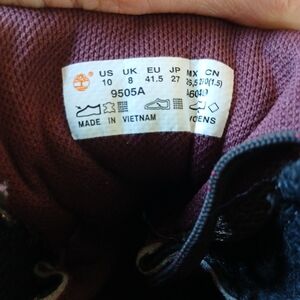 US UK EU JP MX CN
10 8 41.5 27
9505A
MADE IN VIETNAM